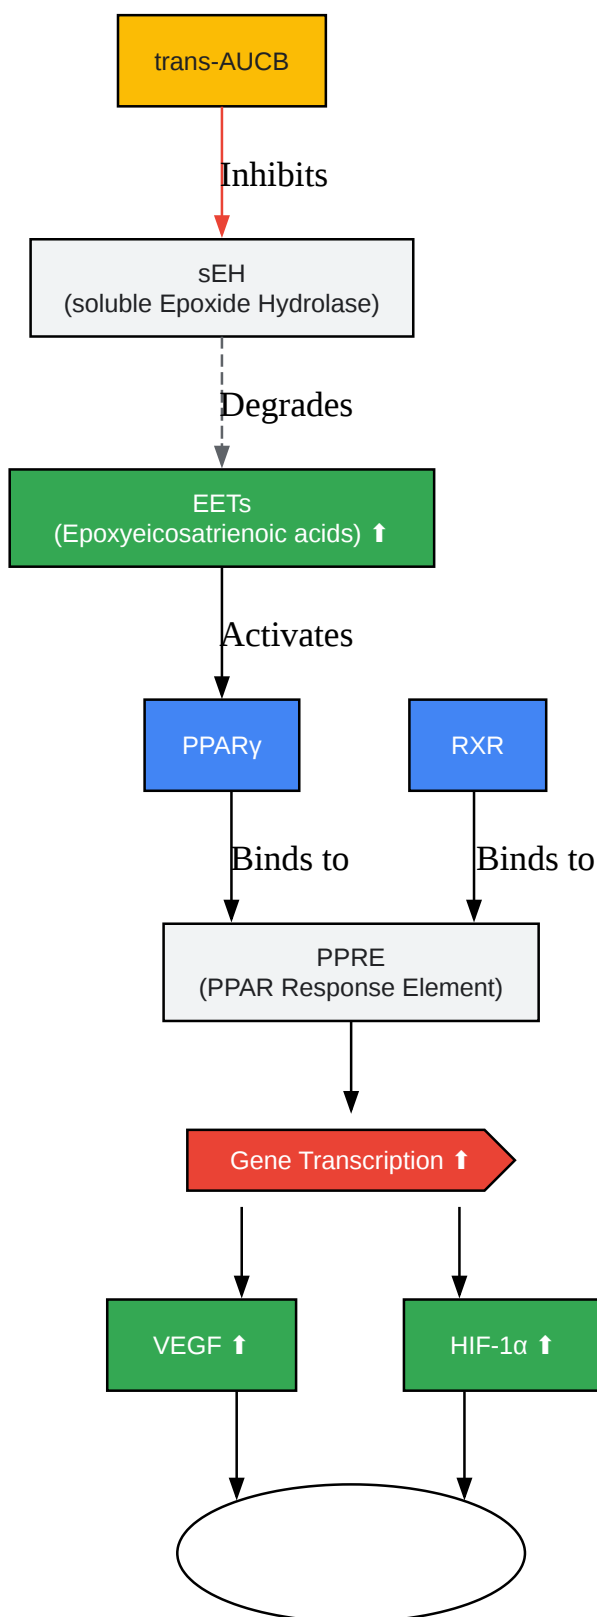 trans-AUCB
Inhibits
sEH
(soluble Epoxide Hydrolase)
Degrades
EETs
(Epoxyeicosatrienoic acids) ⬆
Activates
PPARγ
RXR
Binds to
Binds to
PPRE
(PPAR Response Element)
Gene Transcription ⬆
VEGF ⬆
HIF-1α ⬆